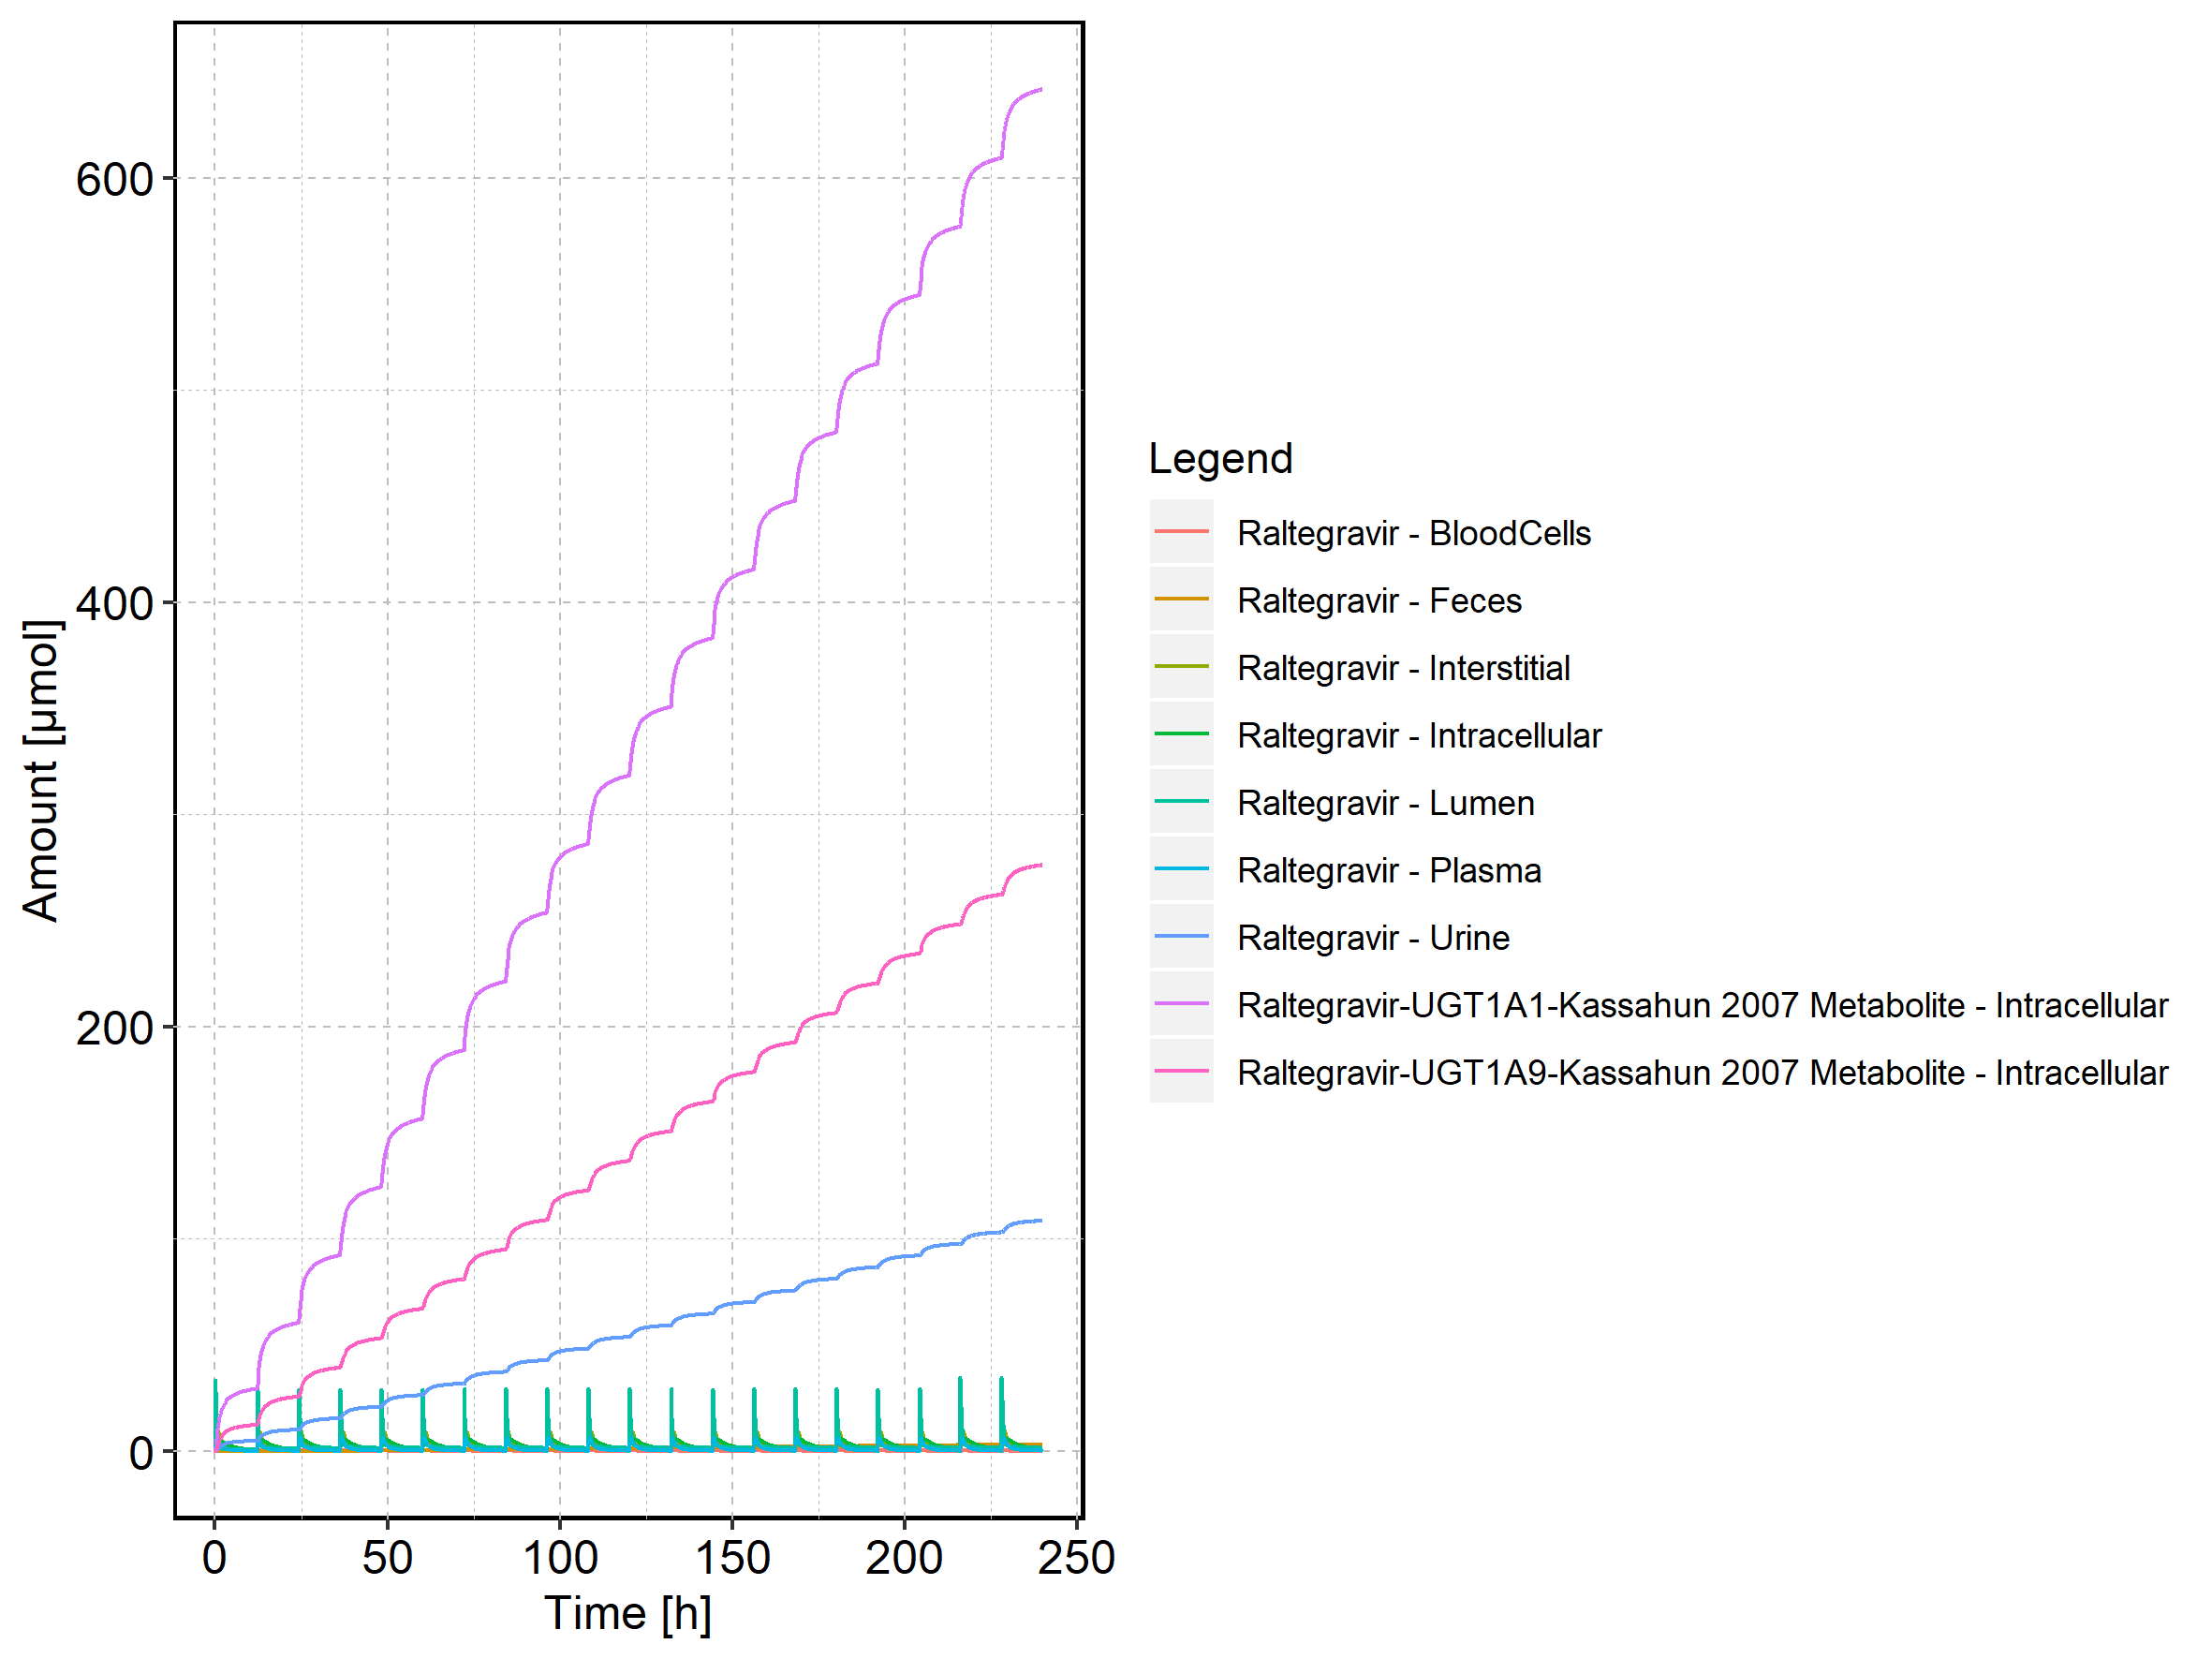 600
400
200
0
Amount [µmol]
0 50 100 150 200 250
Time [h]
Legend
Raltegravir - BloodCells
Raltegravir - Feces
Raltegravir - Interstitial
Raltegravir - Intracellular
Raltegravir - Lumen
Raltegravir - Plasma
Raltegravir - Urine
Raltegravir-UGT1A1-Kassahun 2007 Metabolite - Intracellular
Raltegravir-UGT1A9-Kassahun 2007 Metabolite - Intracellular